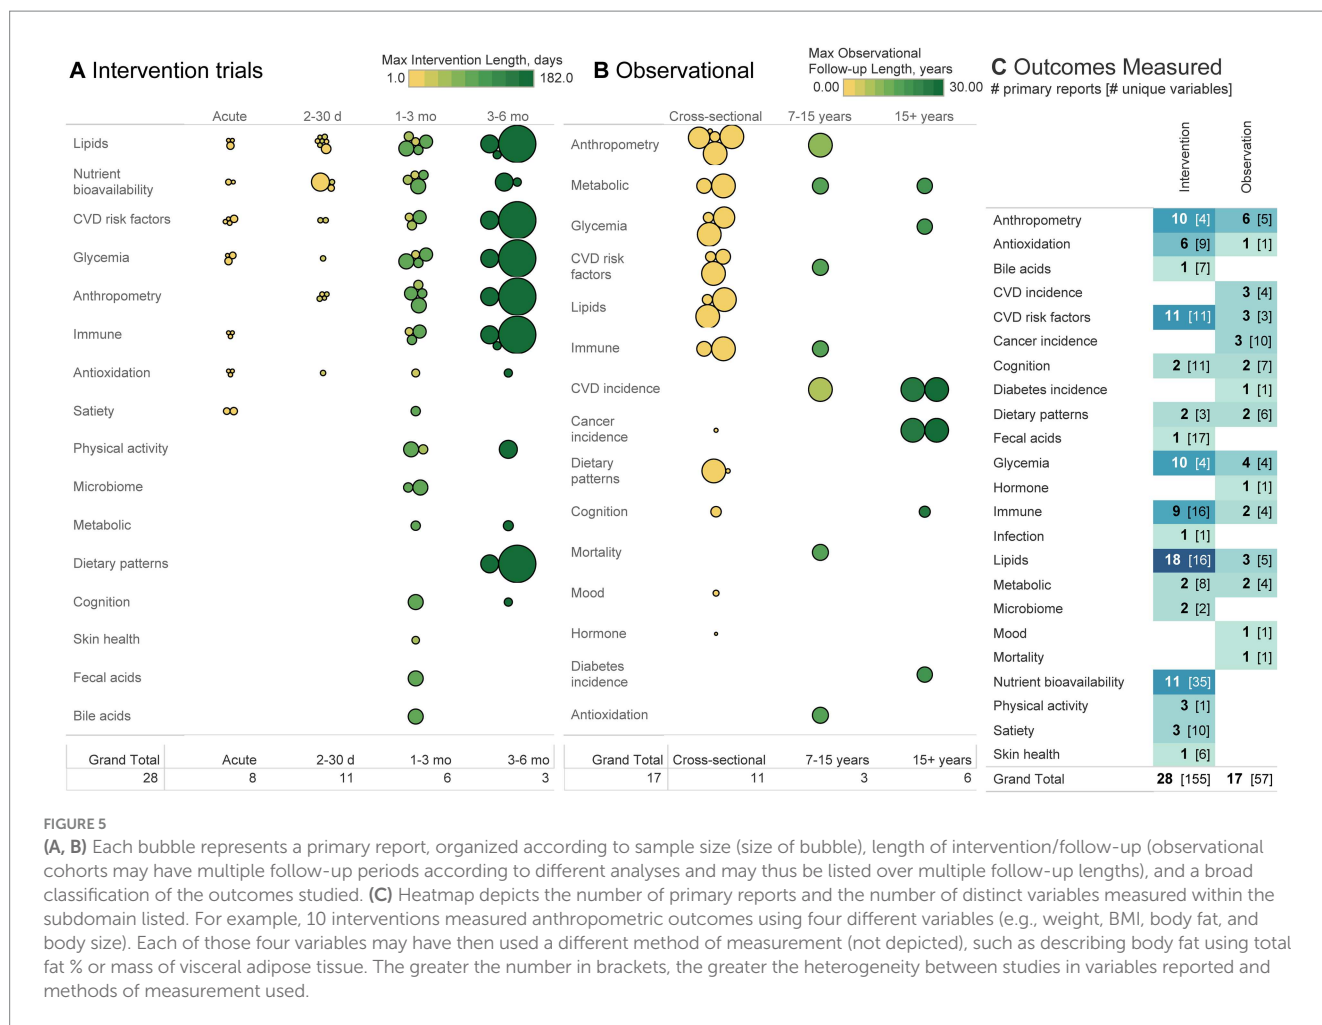 A Intervention trials
Max Intervention Length, days
1.0 182.0
Acute 2-30 d 1-3 mo 3-6 mo
Lipids
Nutrient
bioavailability
CVD risk factors
Glycemia
Anthropometry
Immune
Antioxidation
Satiety
Physical activity
Microbiome
Metabolic
Dietary patterns
Cognition
Skin health
Fecal acids
Bile acids
Grand Total Acute 2-30 d 1-3 mo 3-6 mo
28 8 11 6 3
B Observational
Max Observational
Follow-up Length, years
0.00 30.00
Cross-sectional 7-15 years 15+ years
Anthropometry
Metabolic
Glycemia
CVD risk
factors
Lipids
Immune
CVD incidence
Cancer
incidence
Dietary
patterns
Cognition
Mortality
Mood
Hormone
Diabetes
incidence
Antioxidation
Grand Total Cross-sectional 7-15 years 15+ years
17 11 3 6
C Outcomes Measured
# primary reports [# unique variables]
Intervention Observation
Anthropometry 10 [4] 6 [5]
Antioxidation 6 [9] 1 [1]
Bile acids 1 [7]
CVD incidence 3 [4]
CVD risk factors 11 [11] 3 [3]
Cancer incidence 3 [10]
Cognition 2 [11] 2 [7]
Diabetes incidence 1 [1]
Dietary patterns 2 [3] 2 [6]
Fecal acids 1 [17]
Glycemia 10 [4] 4 [4]
Hormone 1 [1]
Immune 9 [16] 2 [4]
Infection 1 [1]
Lipids 18 [16] 3 [5]
Metabolic 2 [8] 2 [4]
Microbiome 2 [2]
Mood 1 [1]
Mortality 1 [1]
Nutrient bioavailability 11 [35]
Physical activity 3 [1]
Satiety 3 [10]
Skin health 1 [6]
Grand Total 28 [155] 17 [57]
FIGURE 5
(A, B) Each bubble represents a primary report, organized according to sample size (size of bubble), length of intervention/follow-up (observational
cohorts may have multiple follow-up periods according to different analyses and may thus be listed over multiple follow-up lengths), and a broad
classification of the outcomes studied. (C) Heatmap depicts the number of primary reports and the number of distinct variables measured within the
subdomain listed. For example, 10 interventions measured anthropometric outcomes using four different variables (e.g., weight, BMI, body fat, and
body size). Each of those four variables may have then used a different method of measurement (not depicted), such as describing body fat using total
fat % or mass of visceral adipose tissue. The greater the number in brackets, the greater the heterogeneity between studies in variables reported and
methods of measurement used.